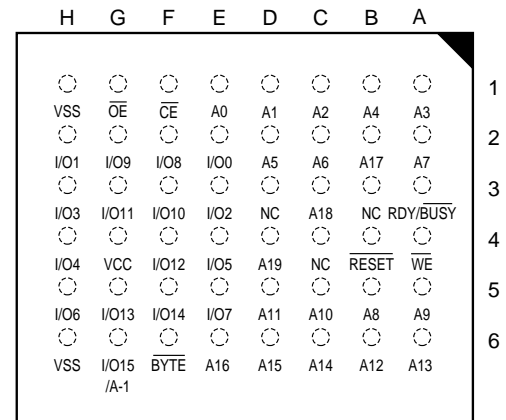 H G F E D C B A
1
VSS OE CE A0 A1 A2 A4 A3
2
I/O1 I/O9 I/O8 I/O0 A5 A6 A17 A7
3
I/O3 I/O11 I/O10 I/O2 NC A18 NC RDY/BUSY
4
I/O4 VCC I/O12 I/O5 A19 NC RESET WE
5
I/O6 I/O13 I/O14 I/O7 A11 A10 A8 A9
6
VSS I/O15 BYTE A16 A15 A14 A12 A13
/A-1